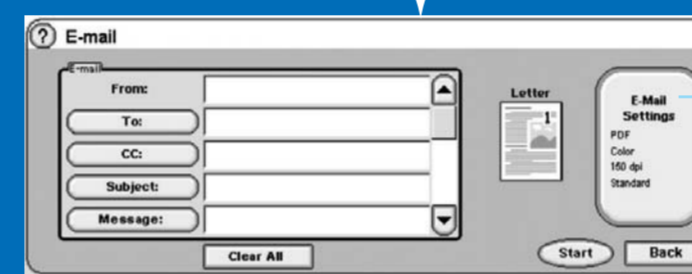 ? E-mail
E-mail
From:
To:
CC:
Subject:
Message:
Clear All
Letter
1
E-Mail
Settings
PDF
Color
150 dpi
Standard
Start
Back